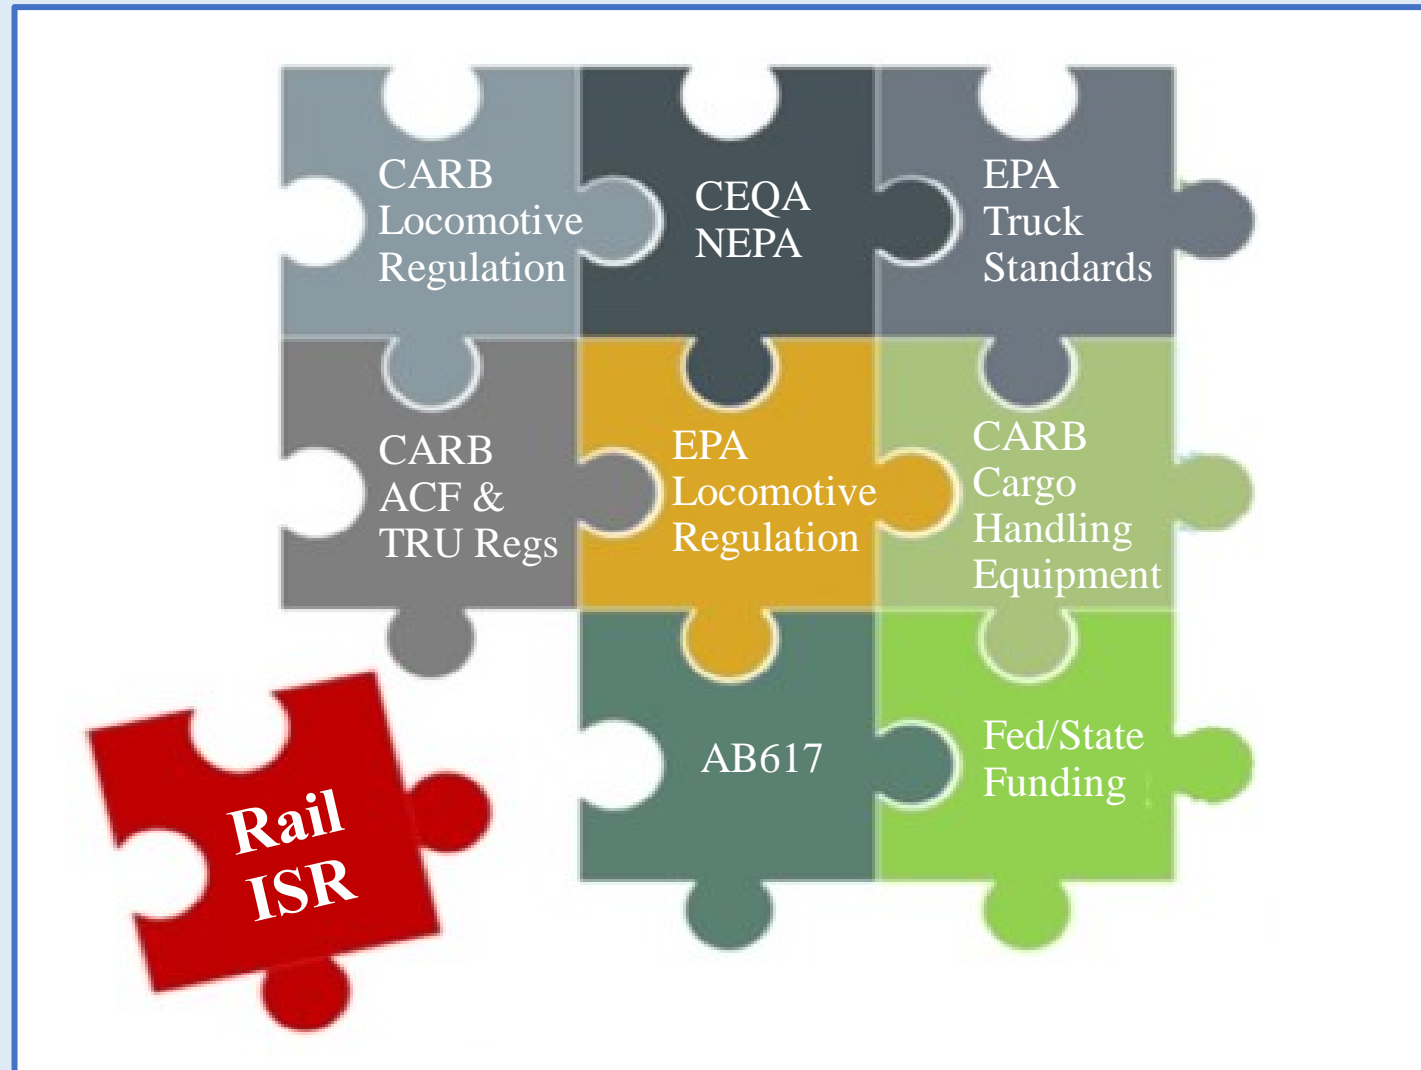 CARB
Locomotive
Regulation
CEQA
NEPA
EPA
Truck
Standards
CARB
ACF &
TRU Regs
EPA
Locomotive
Regulation
CARB
Cargo
Handling
Equipment
Rail
ISR
AB617
Fed/State
Funding